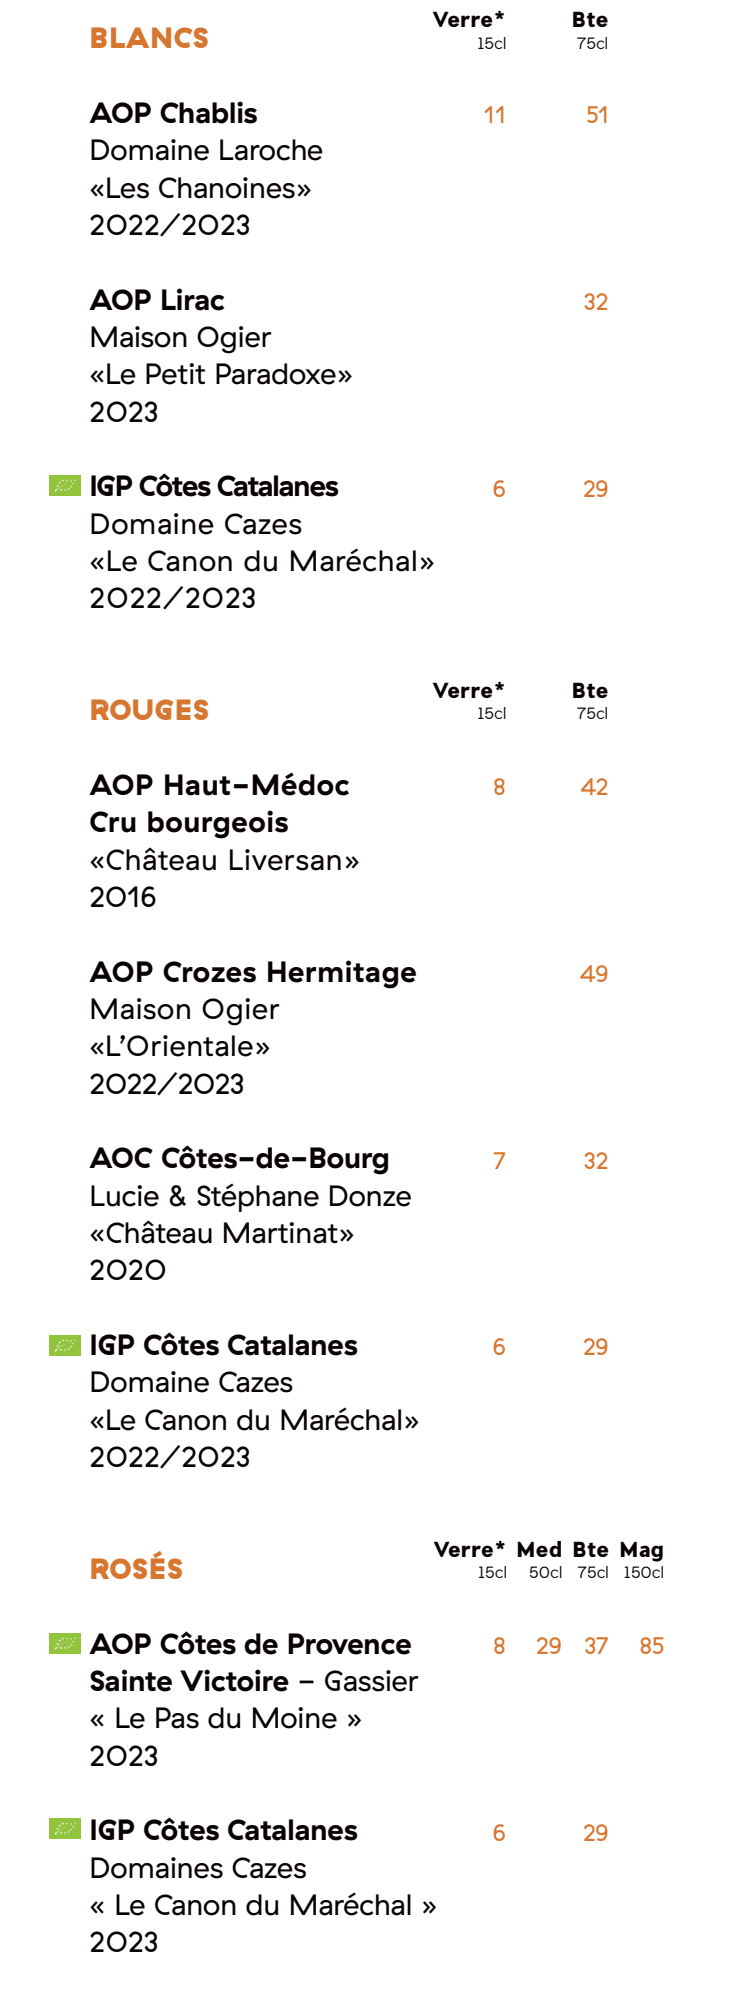 BLANCS Verre* Bte
15cl 75cl
AOP Chablis 11 51
Domaine Laroche
«Les Chanoines»
2022/2023
AOP Lirac 32
Maison Ogier
«Le Petit Paradoxe»
2023
IGP Côtes Catalanes 6 29
Domaine Cazes
«Le Canon du Maréchal»
2022/2023
ROUGES Verre* Bte
15cl 75cl
AOP Haut-Médoc 8 42
Cru bourgeois
«Château Liversan»
2016
AOP Crozes Hermitage 49
Maison Ogier
«L'Orientale»
2022/2023
AOC Côtes-de-Bourg 7 32
Lucie & Stéphane Donze
«Château Martinat»
2020
IGP Côtes Catalanes 6 29
Domaine Cazes
«Le Canon du Maréchal»
2022/2023
ROSÉS Verre* Med Bte Mag
15cl 50cl 75cl 150cl
AOP Côtes de Provence 8 29 37 85
Sainte Victoire - Gassier
« Le Pas du Moine »
2023
IGP Côtes Catalanes 6 29
Domaines Cazes
« Le Canon du Maréchal »
2023